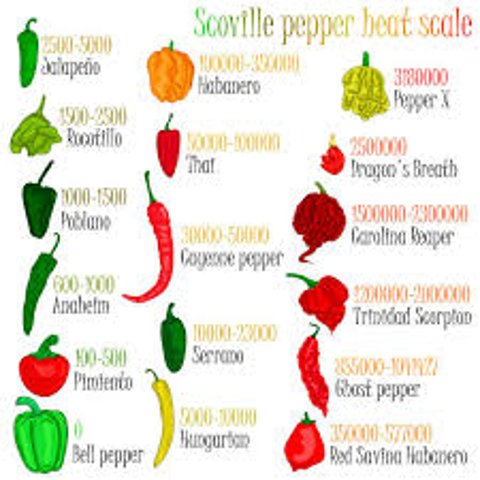 Scoville pepper heat scale
2500-5000
Jalapeño
1500-2500
Rocotillo
1000-1500
Poblano
600-1000
Anaheim
100-500
Pimiento
0
Bell pepper
100000-350000
Habanero
50000-100000
Thai
30000-50000
Cayenne pepper
10000-23000
Serrano
5000-10000
Hungarian
3180000
Pepper X
2500000
Dragon's Breath
1500000-2300000
Carolina Reaper
1200000-2000000
Trinidad Scorpion
855000-1041427
Ghost pepper
350000-577000
Red Savina Habanero